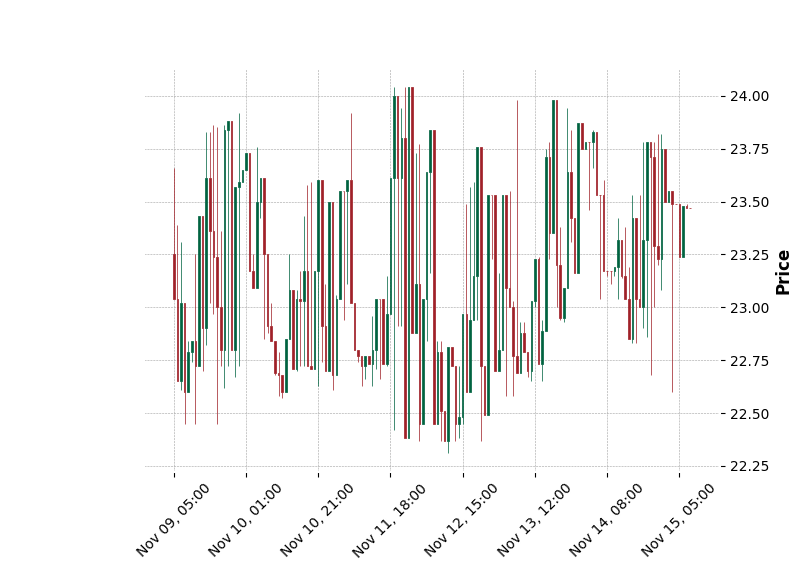 24.00
23.75
23.50
23.25
23.00
22.75
22.50
22.25
Price
Nov 09, 05:00
Nov 10, 01:00
Nov 10, 21:00
Nov 11, 18:00
Nov 12, 15:00
Nov 13, 12:00
Nov 14, 08:00
Nov 15, 05:00